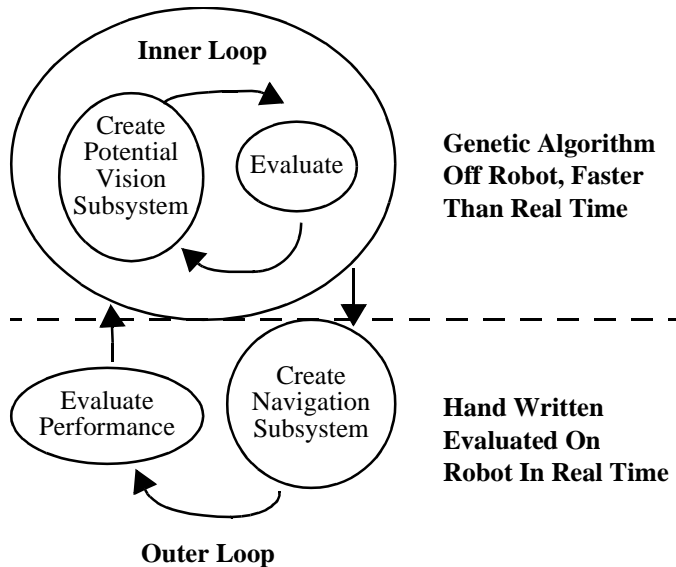 Inner Loop
Create
Potential
Vision
Subsystem
Evaluate
Genetic Algorithm
Off Robot, Faster
Than Real Time
Evaluate
Performance
Create
Navigation
Subsystem
Hand Written
Evaluated On
Robot In Real Time
Outer Loop